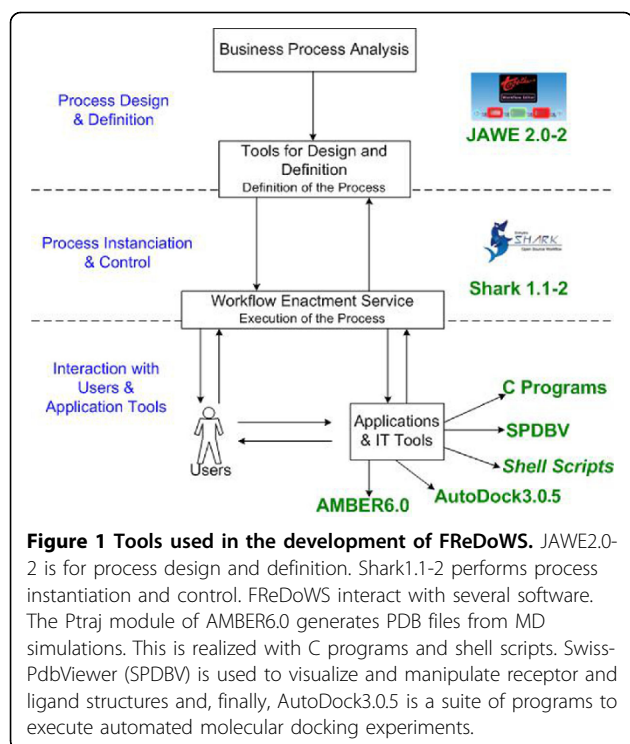 Business Process Analysis
Process Design
& Definition
JAWE 2.0-2
Tools for Design and
Definition
Definition of the Process
Process Instanciation
& Control
SHARK
Shark 1.1-2
Workflow Enactment Service
Execution of the Process
Interaction with
Users &
Application Tools
Users
Applications
& IT Tools
C Programs
SPDBV
Shell Scripts
AutoDock3.0.5
AMBER6.0
Figure 1 Tools used in the development of FReDoWS. JAWE2.0-
2 is for process design and definition. Shark1.1-2 performs process
instantiation and control. FReDoWS interact with several software.
The Ptraj module of AMBER6.0 generates PDB files from MD
simulations. This is realized with C programs and shell scripts. Swiss-
PdbViewer (SPDBV) is used to visualize and manipulate receptor and
ligand structures and, finally, AutoDock3.0.5 is a suite of programs to
execute automated molecular docking experiments.